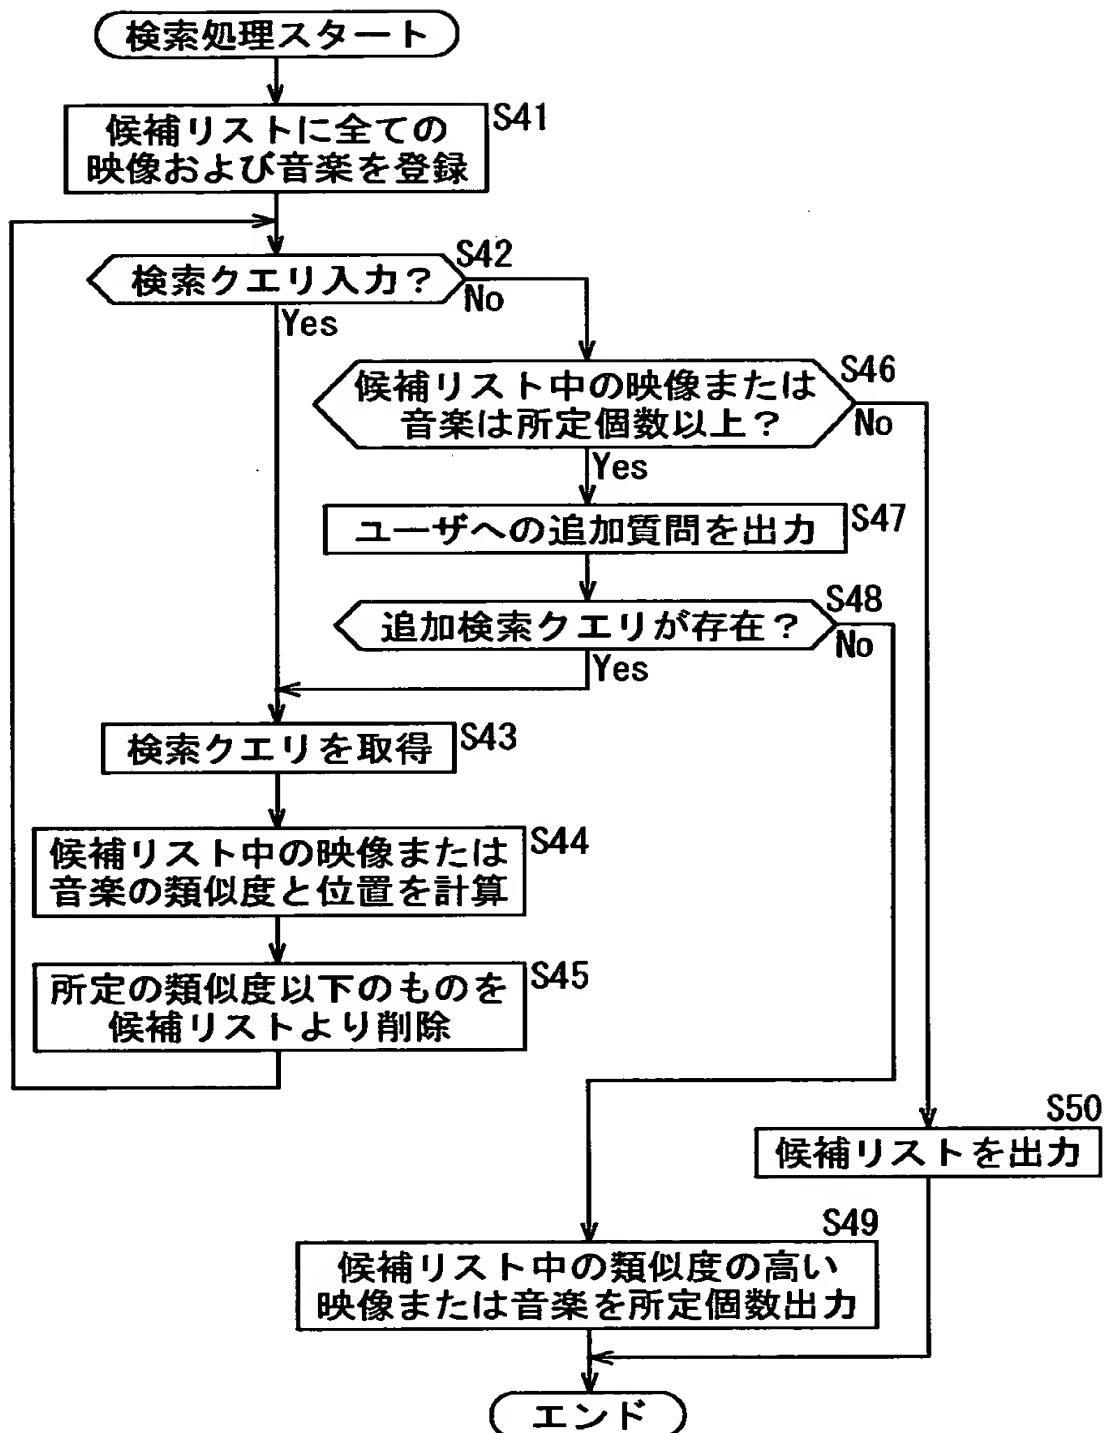 検索処理スタート
S41
候補リストに全ての
映像および音楽を登録
S42
検索クエリ入力?
No
Yes
S46
候補リスト中の映像または
音楽は所定個数以上?
No
Yes
S47
ユーザへの追加質問を出力
S48
追加検索クエリが存在?
No
Yes
S43
検索クエリを取得
S44
候補リスト中の映像または
音楽の類似度と位置を計算
S45
所定の類似度以下のものを
候補リストより削除
S50
候補リストを出力
S49
候補リスト中の類似度の高い
映像または音楽を所定個数出力
エンド